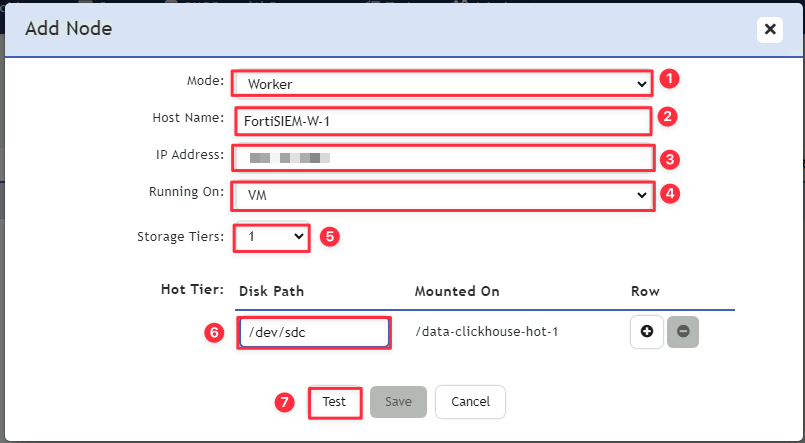 Add Node
Mode: Worker 1
Host Name: FortiSIEM-W-1 2
IP Address: 3
Running On: VM 4
Storage Tiers: 1 5
Hot Tier: Disk Path Mounted On Row
6 /dev/sdc /data-clickhouse-hot-1
7 Test Save Cancel